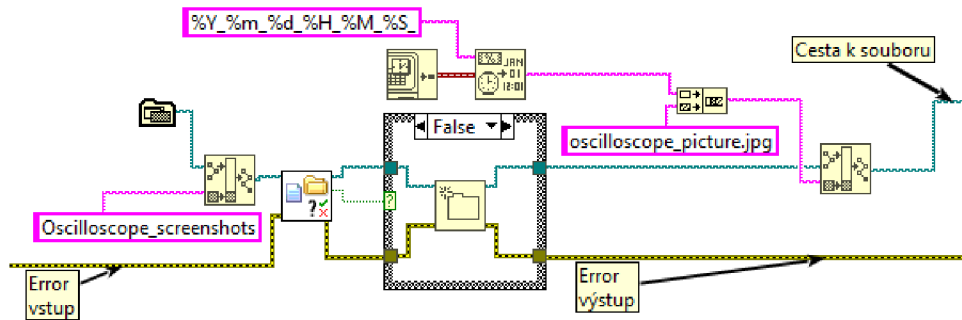 %Y_%m_%d_%H_%M_%S_
JAN
01
12:01
Cesta k souboru
False
oscilloscope_picture.jpg
Oscilloscope_screenshots
?
?
Error
vstup
Error
výstup